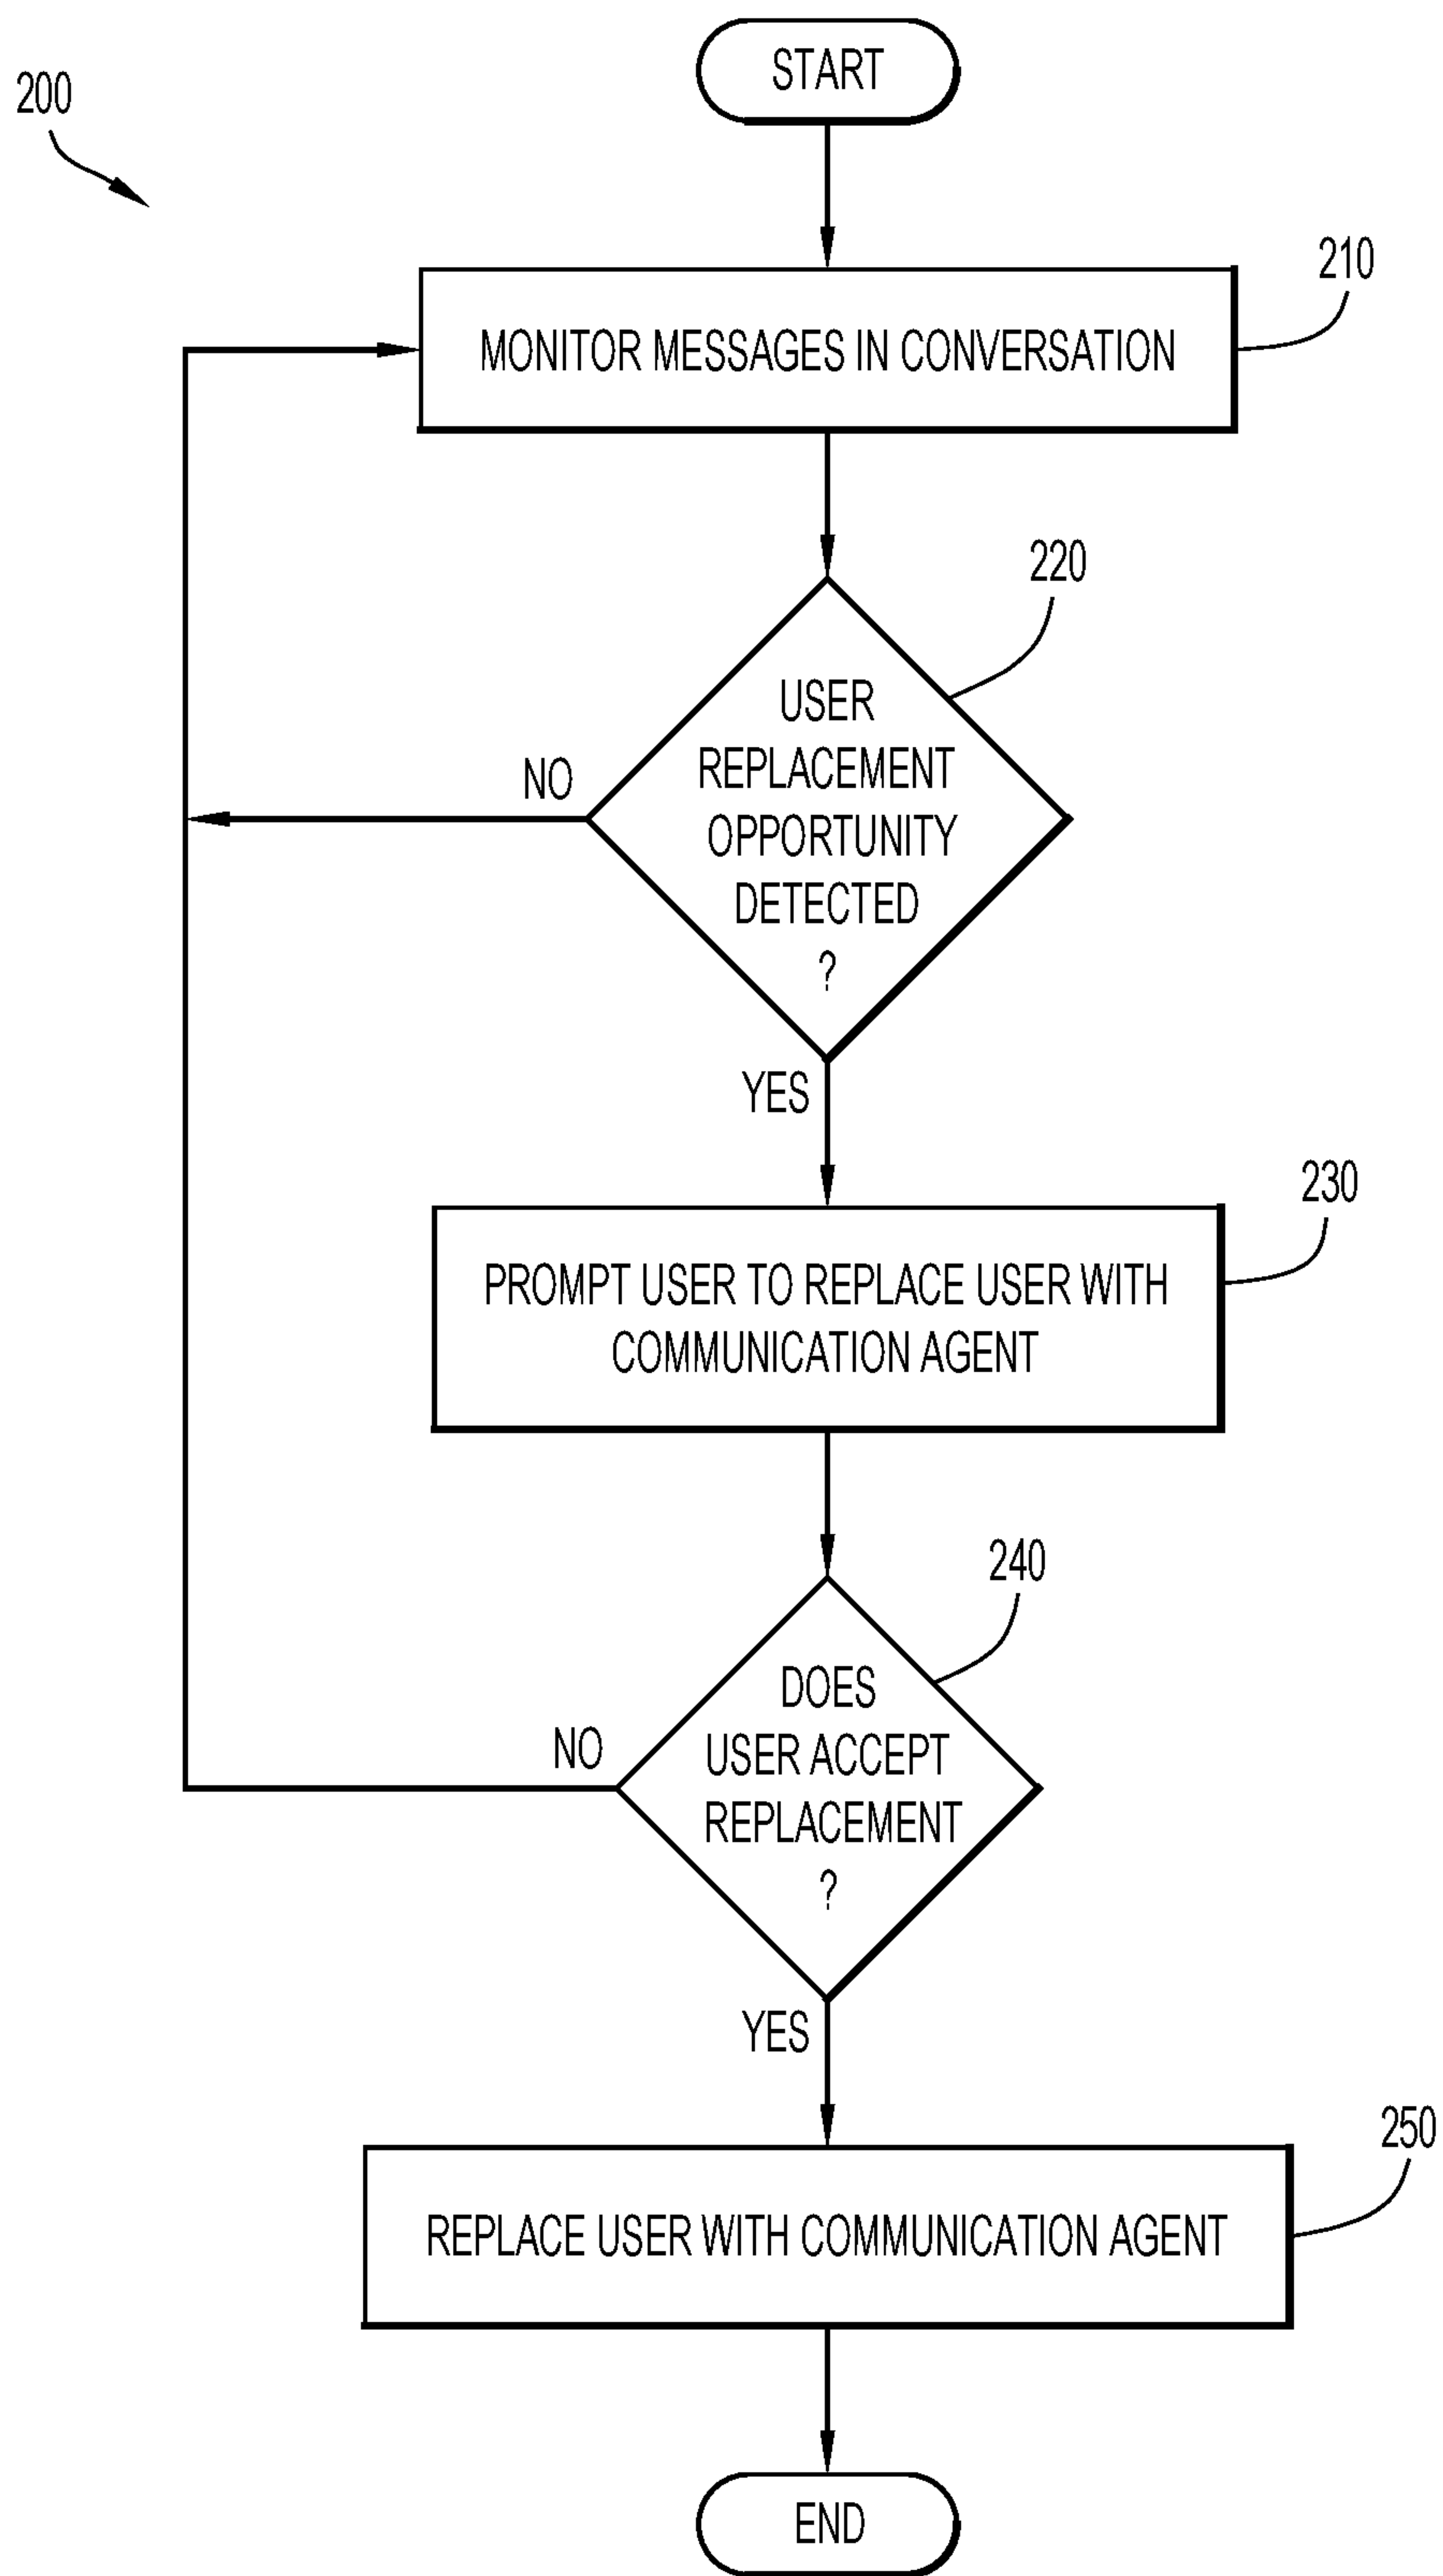 START
200
210
MONITOR MESSAGES IN CONVERSATION
220
USER
REPLACEMENT
OPPORTUNITY
DETECTED
?
NO
YES
230
PROMPT USER TO REPLACE USER WITH
COMMUNICATION AGENT
240
DOES
USER ACCEPT
REPLACEMENT
?
NO
YES
250
REPLACE USER WITH COMMUNICATION AGENT
END